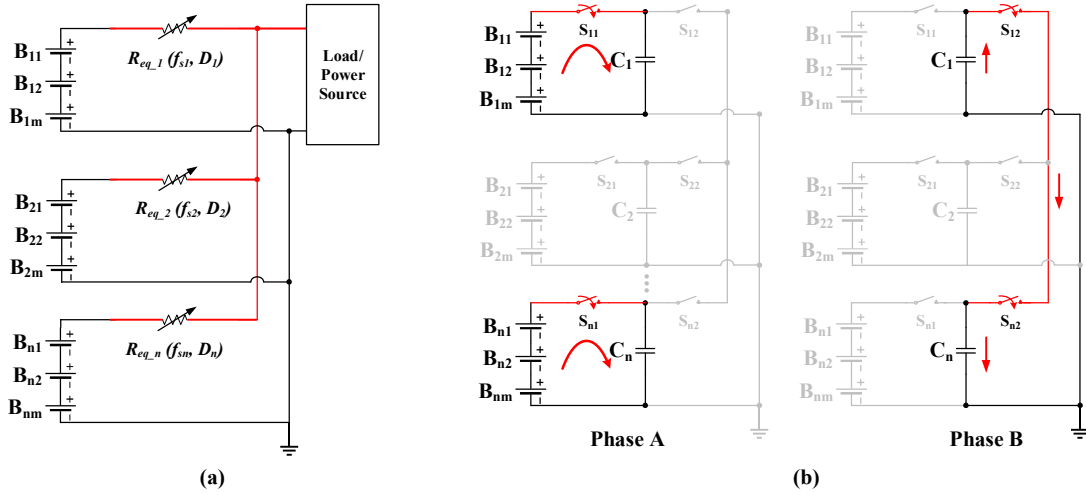 B11
B12
B1m
+
+
+
Req_1 (fs1, D1)
Load/
Power
Source
B21
B22
B2m
+
+
+
Req_2 (fs2, D2)
Bn1
Bn2
Bnm
+
+
+
Req_n (fsn, Dn)
(a)
S11
S12
B11
B12
B1m
+
+
+
C1
S21
S22
B21
B22
B2m
+
+
+
C2
Sn1
Sn2
Bn1
Bn2
Bnm
+
+
+
Cn
Phase A
S11
S12
B11
B12
B1m
+
+
+
C1
S21
S22
B21
B22
B2m
+
+
+
C2
Sn1
Sn2
Bn1
Bn2
Bnm
+
+
+
Cn
Phase B
(b)